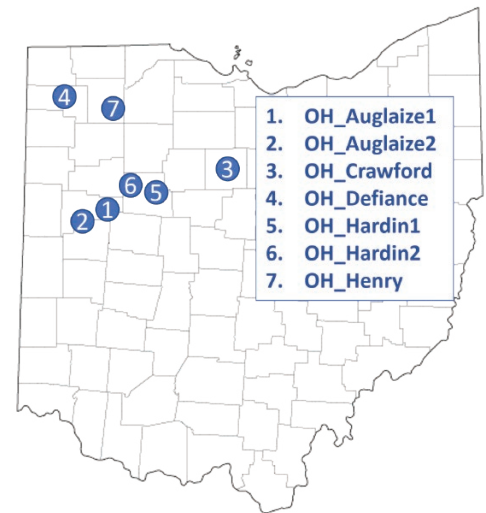 4
7
3
6
5
1
2
1. OH_Auglaize1
2. OH_Auglaize2
3. OH_Crawford
4. OH_Defiance
5. OH_Hardin1
6. OH_Hardin2
7. OH_Henry